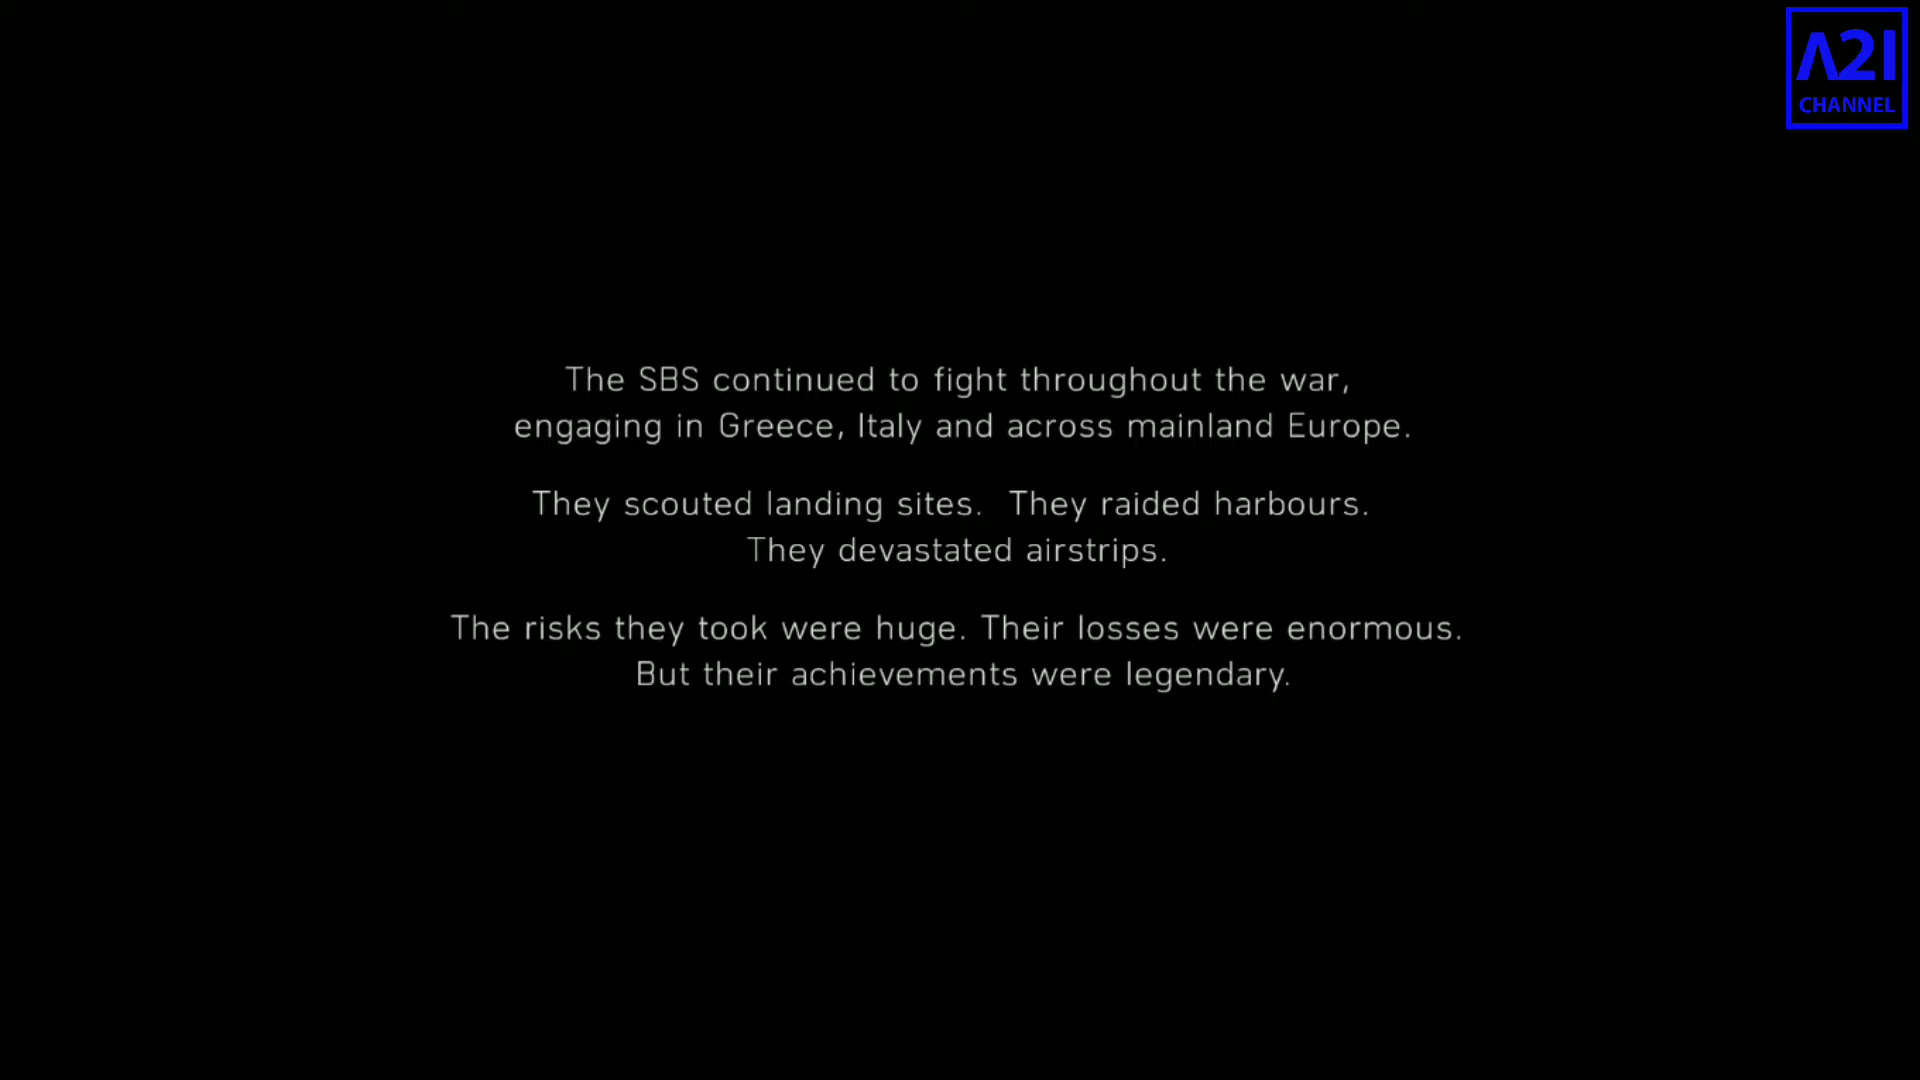 Λ2I
CHANNEL
The SBS continued to fight throughout the war,
engaging in Greece, Italy and across mainland Europe.
They scouted landing sites.  They raided harbours.
They devastated airstrips.
The risks they took were huge. Their losses were enormous.
But their achievements were legendary.